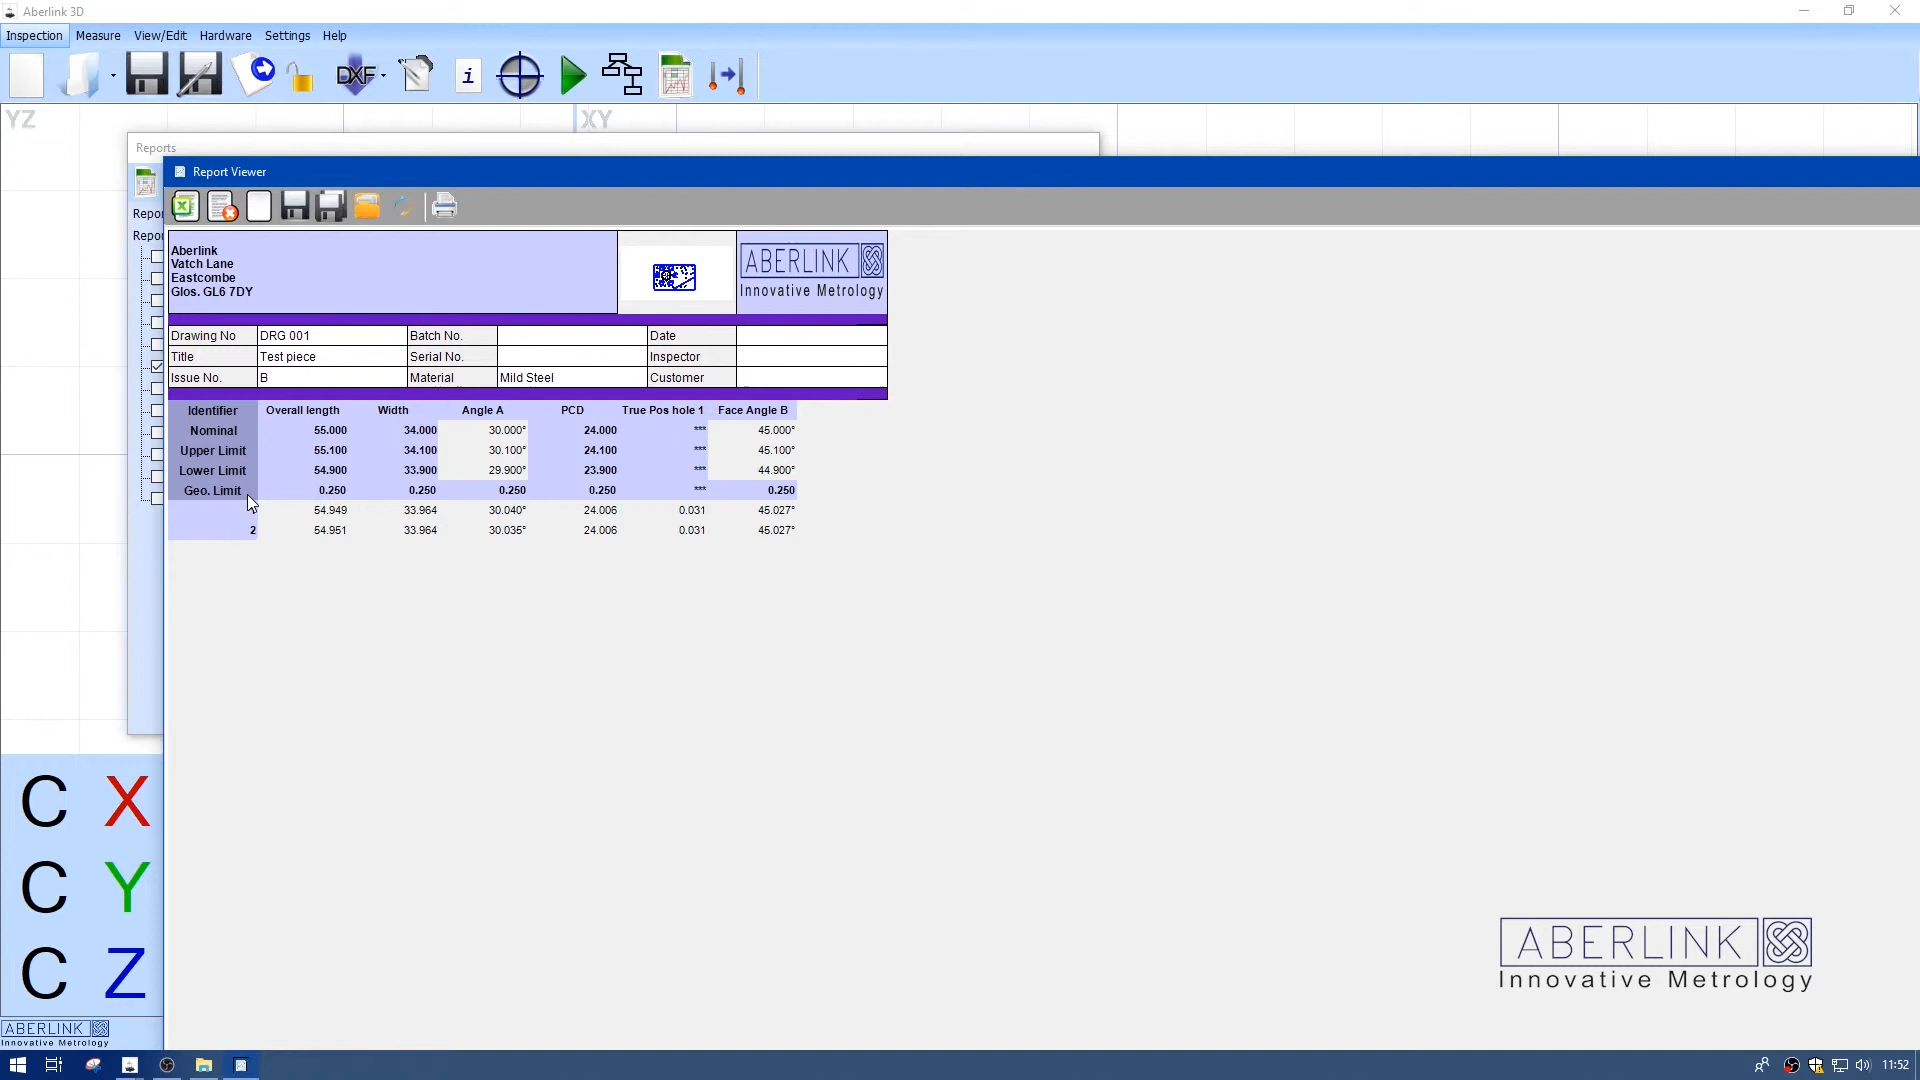 Aberlink 3D
Inspection Measure View/Edit Hardware Settings Help
DXF i
YZ XY
Reports
Report Viewer
Repor
Repor
Aberlink
Vatch Lane
Eastcombe
Glos. GL6 7DY
ABERLINK
Innovative Metrology
Drawing No DRG 001 Batch No. Date
Title Test piece Serial No. Inspector
Issue No. B Material Mild Steel Customer
Identifier Overall length Width Angle A PCD True Pos hole 1 Face Angle B
Nominal 55.000 34.000 30.000° 24.000 *** 45.000°
Upper Limit 55.100 34.100 30.100° 24.100 *** 45.100°
Lower Limit 54.900 33.900 29.900° 23.900 *** 44.900°
Geo. Limit 0.250 0.250 0.250 0.250 *** 0.250
54.949 33.964 30.040° 24.006 0.031 45.027°
2 54.951 33.964 30.035° 24.006 0.031 45.027°
C X
C Y
C Z
ABERLINK
Innovative Metrology
ABERLINK
Innovative Metrology
11:52